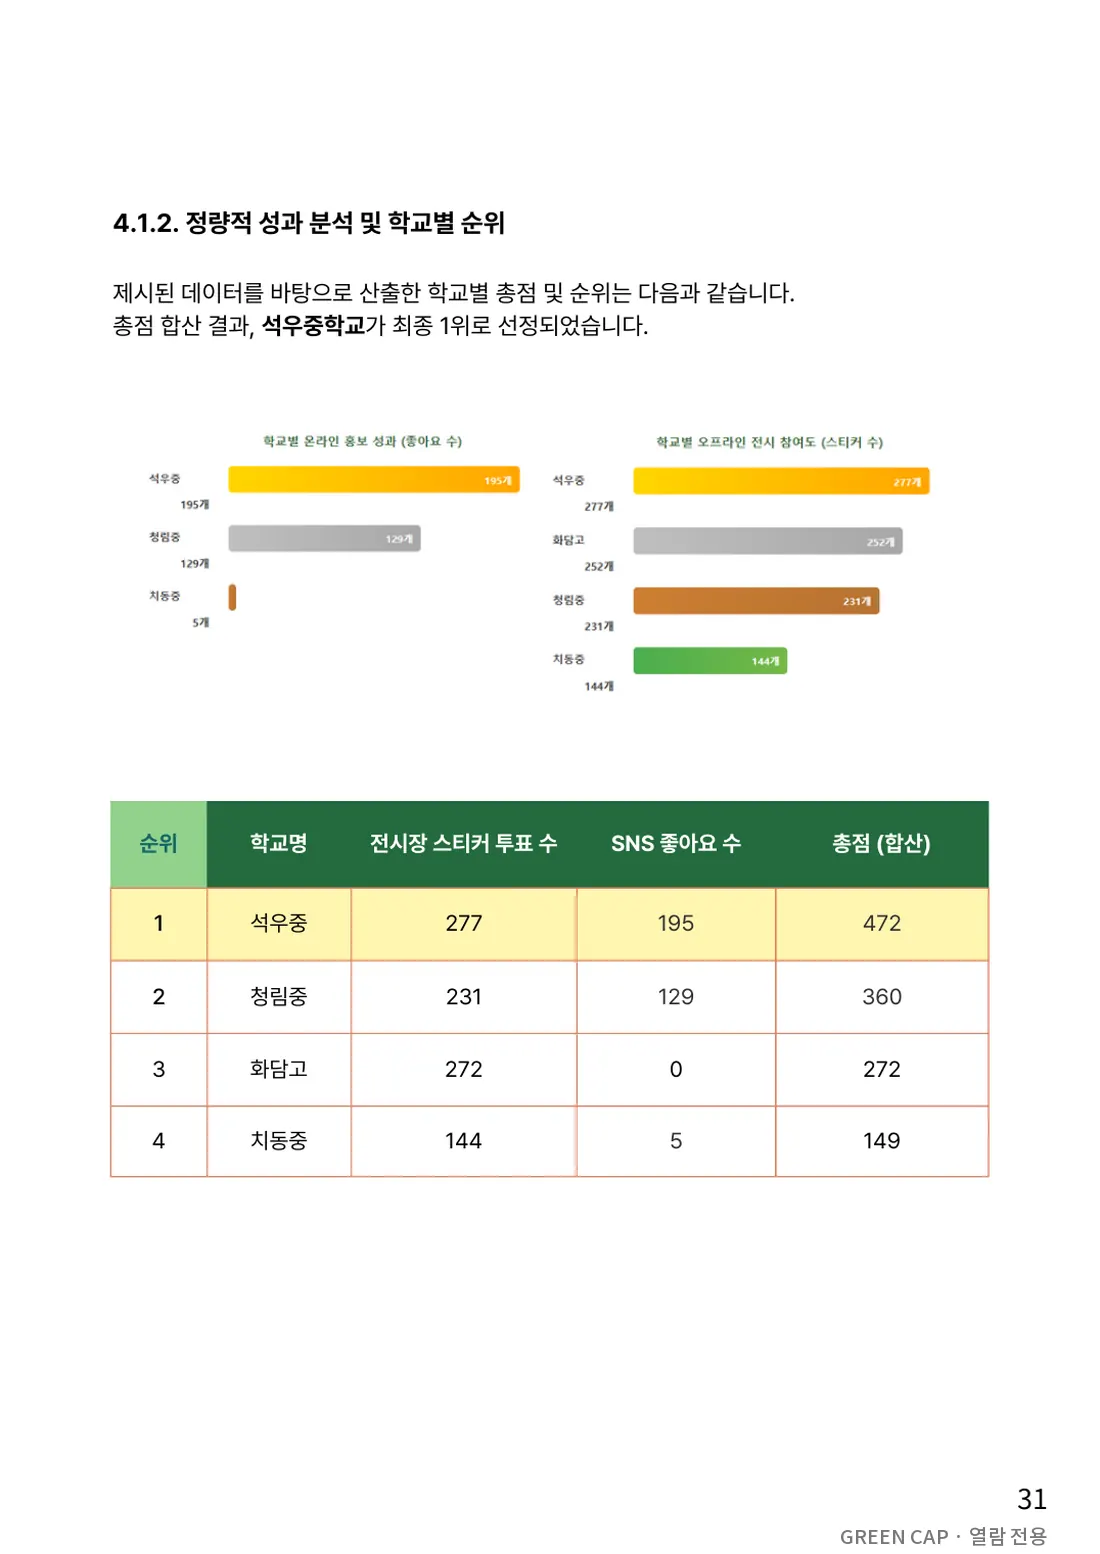 4.1.2. 정량적 성과 분석 및 학교별 순위
제시된 데이터를 바탕으로 산출한 학교별 총점 및 순위는 다음과 같습니다.
총점 합산 결과, 석우중학교가 최종 1위로 선정되었습니다.
학교별 온라인 홍보 성과 (좋아요 수)
석우중
195개
195개
청림중
129개
129개
치동중
5개
학교별 오프라인 전시 참여도 (스티커 수)
석우중
277개
277개
화담고
252개
252개
청림중
231개
231개
치동중
144개
144개
순위 학교명 전시장 스티커 투표 수 SNS 좋아요 수 총점 (합산)
1 석우중 277 195 472
2 청림중 231 129 360
3 화담고 272 0 272
4 치동중 144 5 149
31
GREEN CAP · 열람 전용